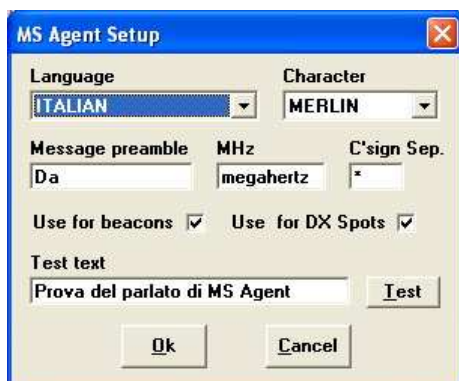 MS Agent Setup
Language Character
ITALIAN MERLIN
Message preamble MHz C'sign Sep.
Da megahertz *
Use for beacons Use for DX Spots
Test text
Prova del parlato di MS Agent Test
Ok Cancel